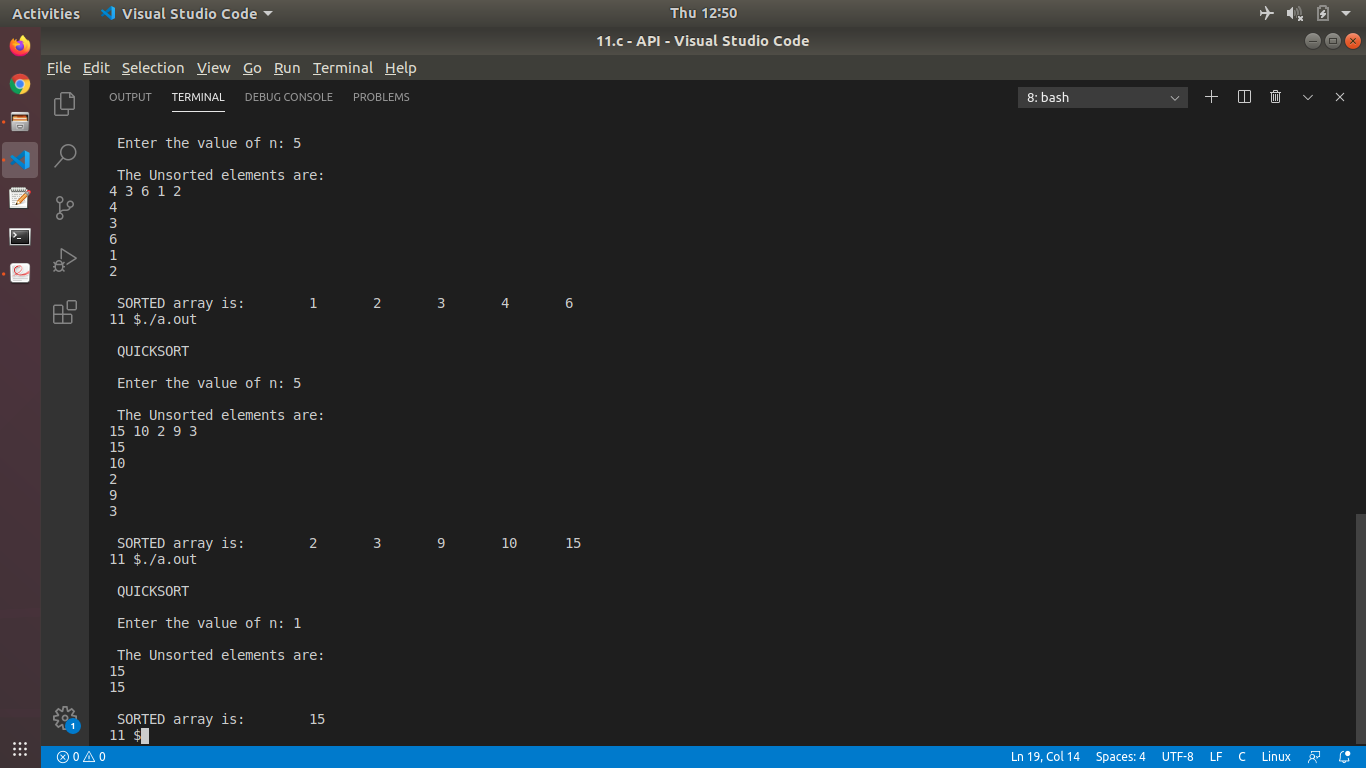 Activities Visual Studio Code Thu 12:50
11.c - API - Visual Studio Code
File Edit Selection View Go Run Terminal Help
OUTPUT TERMINAL DEBUG CONSOLE PROBLEMS 8: bash
Enter the value of n: 5
The Unsorted elements are:
4 3 6 1 2
4
3
6
1
2
SORTED array is: 1 2 3 4 6
11 $./a.out
QUICKSORT
Enter the value of n: 5
The Unsorted elements are:
15 10 2 9 3
15
10
2
9
3
SORTED array is: 2 3 9 10 15
11 $./a.out
QUICKSORT
Enter the value of n: 1
The Unsorted elements are:
15
15
SORTED array is: 15
11 $
1
0 0 Ln 19, Col 14 Spaces: 4 UTF-8 LF C Linux